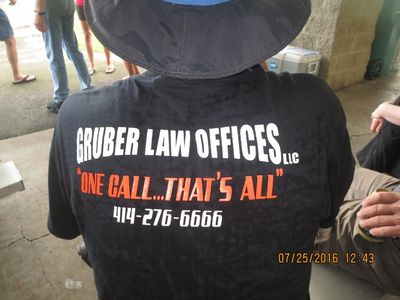 GRUBER LAW OFFICES LLC
"ONE CALL...THAT'S ALL"
414-276-6666
07/25/2016 12:43